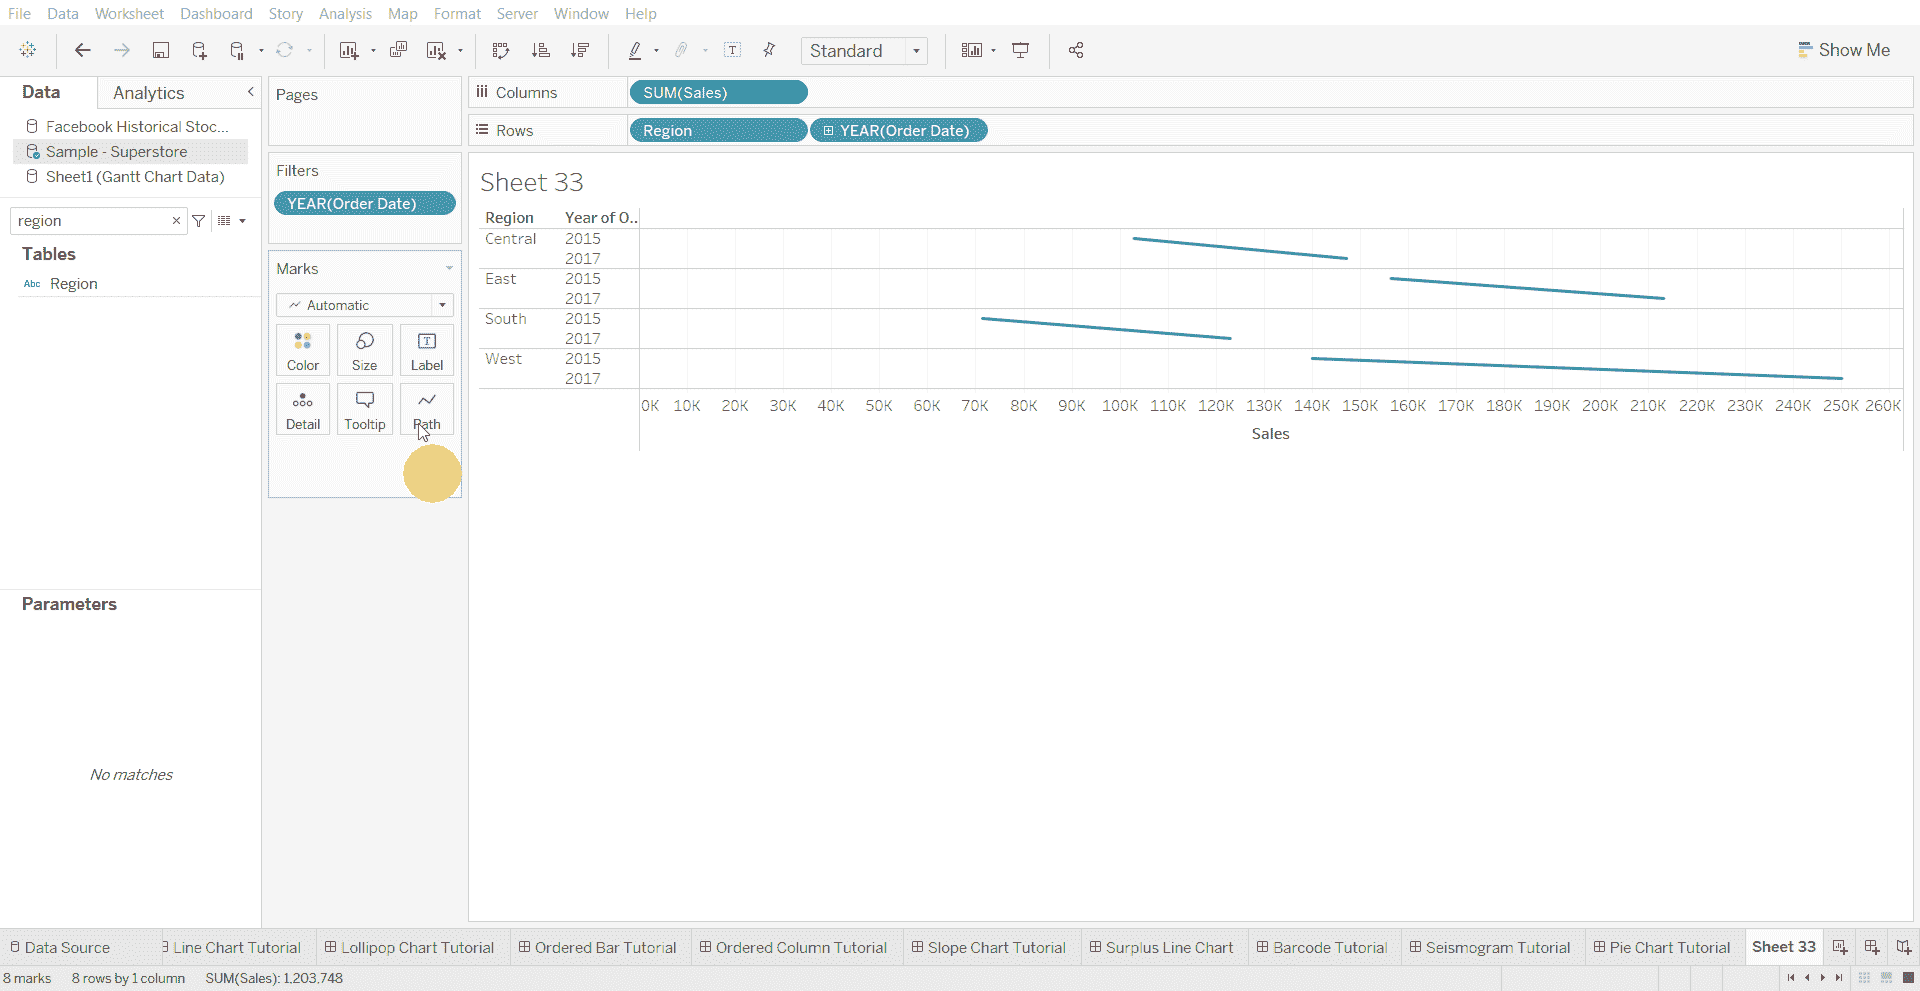 File Data Worksheet Dashboard Story Analysis Map Format Server Window Help
Standard
Show Me
Data Analytics
Facebook Historical Stoc...
Sample - Superstore
Sheet1 (Gantt Chart Data)
region
Tables
Abc Region
Parameters
No matches
Pages
Filters
YEAR(Order Date)
Marks
Automatic
Color Size Label
Detail Tooltip Path
Columns SUM(Sales)
Rows Region YEAR(Order Date)
Sheet 33
Region Year of O..
Central 2015
2017
East 2015
2017
South 2015
2017
West 2015
2017
0K 10K 20K 30K 40K 50K 60K 70K 80K 90K 100K 110K 120K 130K 140K 150K 160K 170K 180K 190K 200K 210K 220K 230K 240K 250K 260K
Sales
Data Source Line Chart Tutorial Lollipop Chart Tutorial Ordered Bar Tutorial Ordered Column Tutorial Slope Chart Tutorial Surplus Line Chart Barcode Tutorial Seismogram Tutorial Pie Chart Tutorial Sheet 33
8 marks 8 rows by 1 column SUM(Sales): 1,203,748